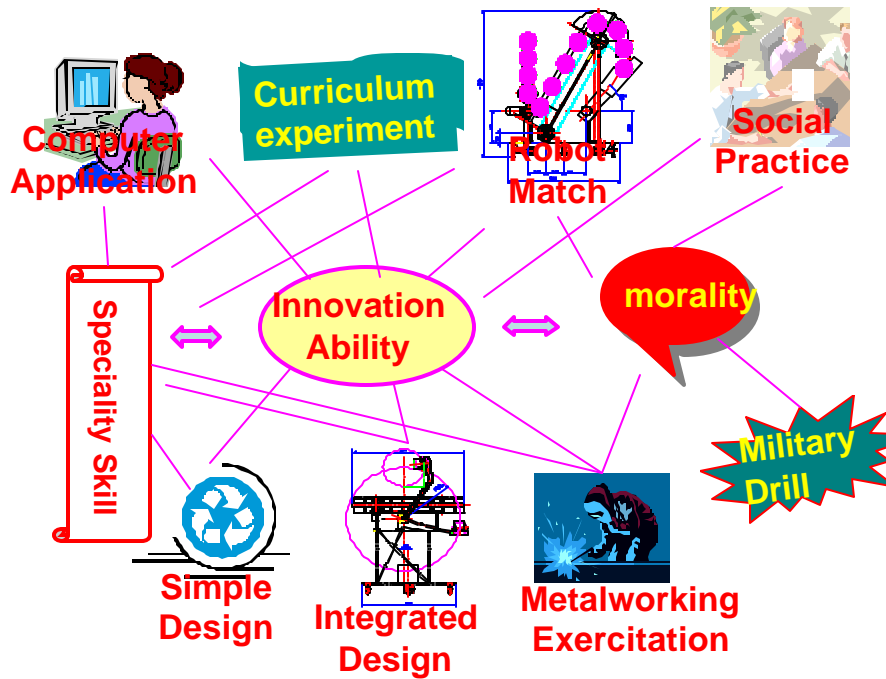 Computer
Application
Curriculum
experiment
Robot
Match
Social
Practice
Speciality Skill
Innovation
Ability
morality
Military
Drill
Simple
Design
Integrated
Design
Metalworking
Exercitation